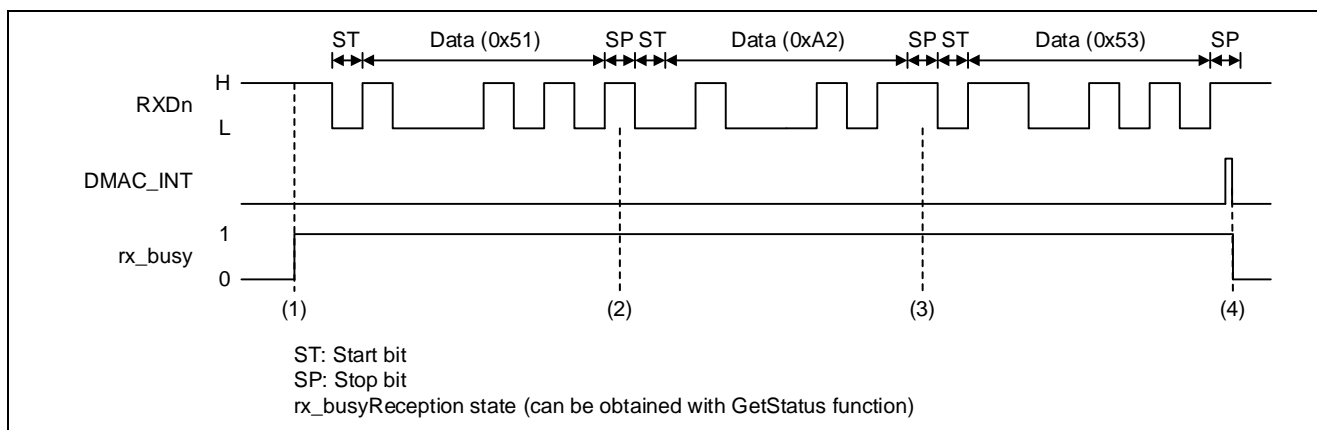 ST Data (0x51) SP ST Data (0xA2) SP ST Data (0x53) SP
H
RXDn
L
DMAC_INT
1
rx_busy
0
(1) (2) (3) (4)
ST: Start bit
SP: Stop bit
rx_busyReception state (can be obtained with GetStatus function)